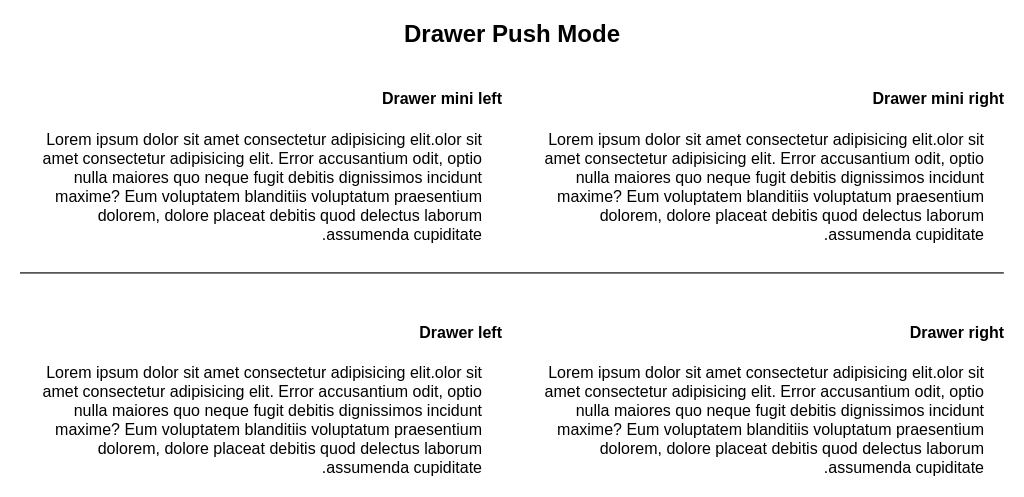 Drawer Push Mode
Drawer mini left
Lorem ipsum dolor sit amet consectetur adipisicing elit.olor sit
amet consectetur adipisicing elit. Error accusantium odit, optio
nulla maiores quo neque fugit debitis dignissimos incidunt
maxime? Eum voluptatem blanditiis voluptatum praesentium
dolorem, dolore placeat debitis quod delectus laborum
.assumenda cupiditate
Drawer mini right
Lorem ipsum dolor sit amet consectetur adipisicing elit.olor sit
amet consectetur adipisicing elit. Error accusantium odit, optio
nulla maiores quo neque fugit debitis dignissimos incidunt
maxime? Eum voluptatem blanditiis voluptatum praesentium
dolorem, dolore placeat debitis quod delectus laborum
.assumenda cupiditate
Drawer left
Lorem ipsum dolor sit amet consectetur adipisicing elit.olor sit
amet consectetur adipisicing elit. Error accusantium odit, optio
nulla maiores quo neque fugit debitis dignissimos incidunt
maxime? Eum voluptatem blanditiis voluptatum praesentium
dolorem, dolore placeat debitis quod delectus laborum
.assumenda cupiditate
Drawer right
Lorem ipsum dolor sit amet consectetur adipisicing elit.olor sit
amet consectetur adipisicing elit. Error accusantium odit, optio
nulla maiores quo neque fugit debitis dignissimos incidunt
maxime? Eum voluptatem blanditiis voluptatum praesentium
dolorem, dolore placeat debitis quod delectus laborum
.assumenda cupiditate